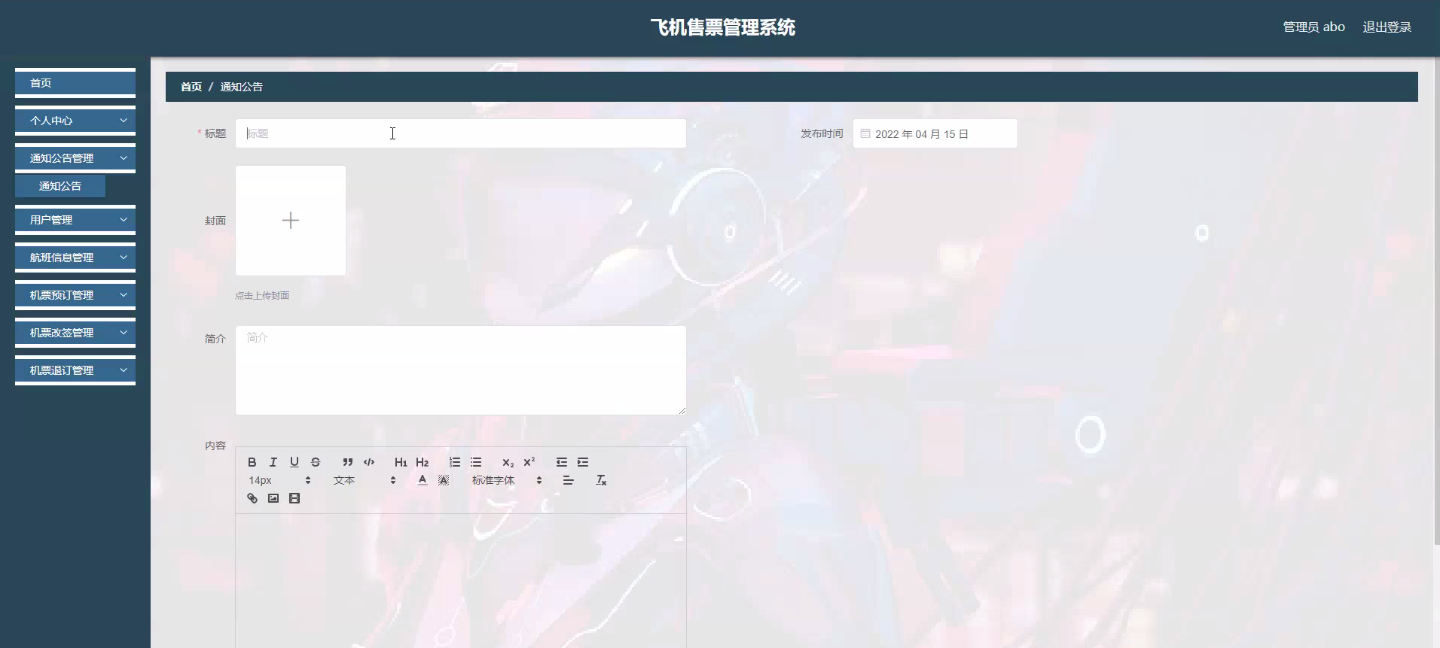 飞机售票管理系统
管理员 abo 退出登录
首页
个人中心
通知公告管理
通知公告
用户管理
航班信息管理
机票预订管理
机票改签管理
机票退订管理
首页 / 通知公告
* 标题 标题
发布时间 2022 年 04 月 15 日
封面
点击上传封面
简介 简介
内容
B I U S ” </> H1 H2 X₂ X²
14px 文本 A A 标准字体 Tx